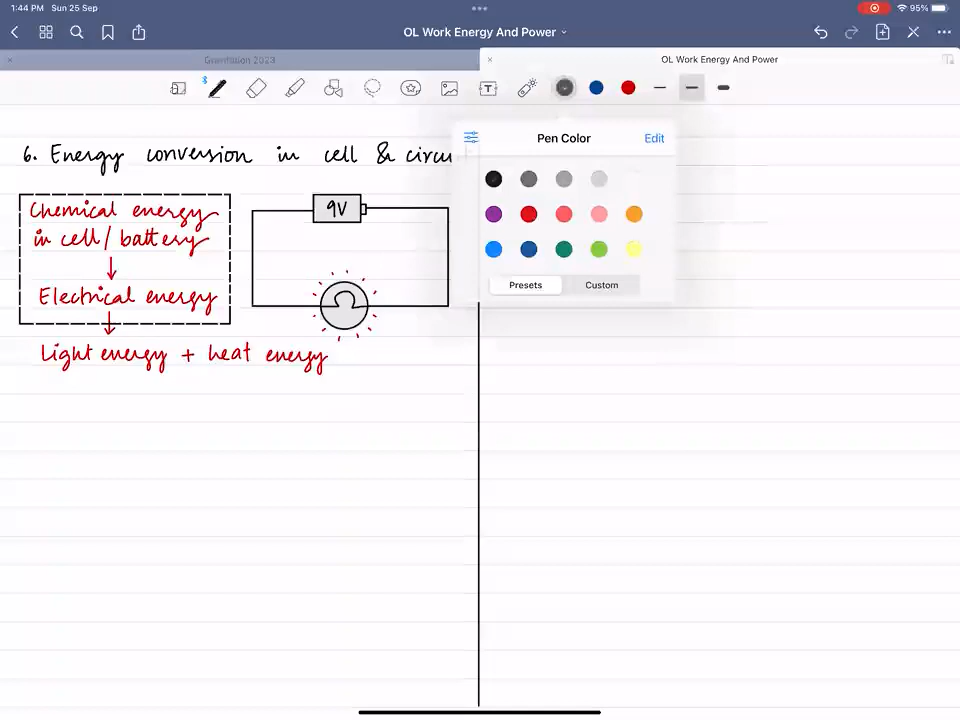 1:44 PM Sun 25 Sep
95%
OL Work Energy And Power
Gravitation 2023
OL Work Energy And Power
T
Pen Color
Edit
Presets
Custom
6. Energy conversion in cell &
Chemical energy
in cell/battery
↓
Electrical energy
↓
Light energy + heat energy
9V